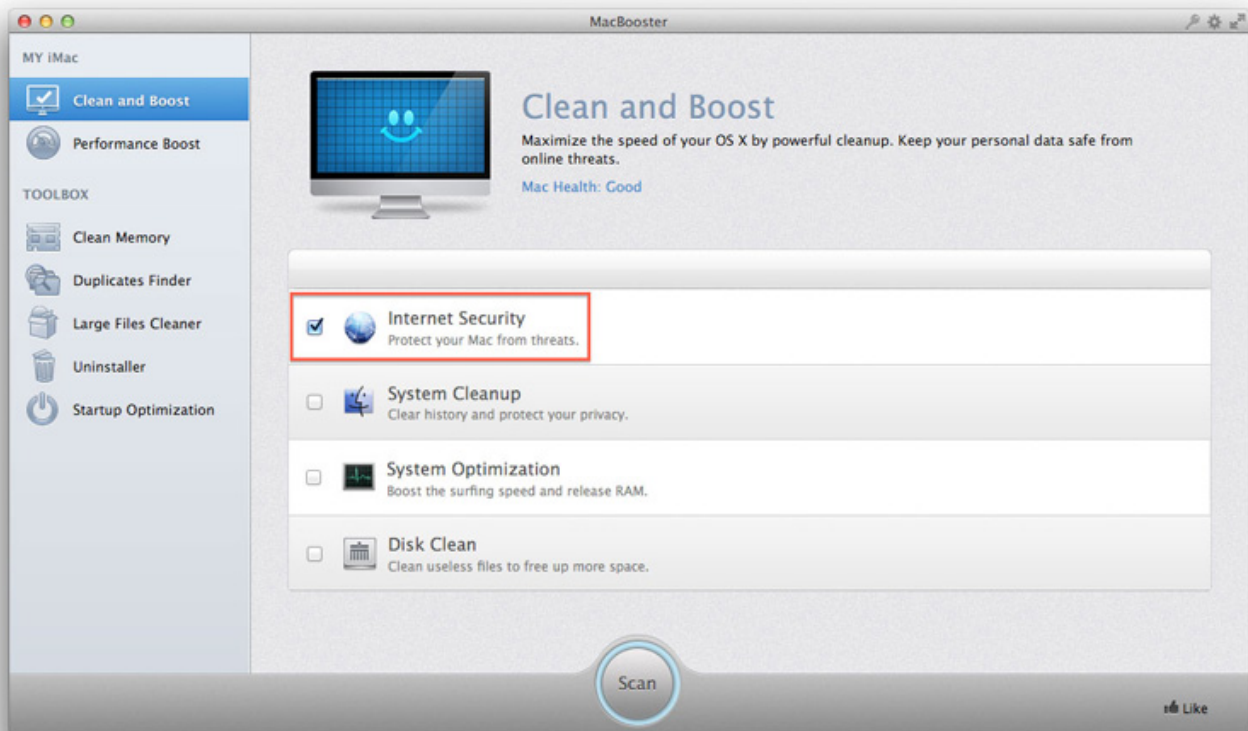 MacBooster
MY iMac
Clean and Boost
Performance Boost
TOOLBOX
Clean Memory
Duplicates Finder
Large Files Cleaner
Uninstaller
Startup Optimization
Clean and Boost
Maximize the speed of your OS X by powerful cleanup. Keep your personal data safe from
online threats.
Mac Health: Good
Internet Security
Protect your Mac from threats.
System Cleanup
Clear history and protect your privacy.
System Optimization
Boost the surfing speed and release RAM.
Disk Clean
Clean useless files to free up more space.
Scan
Like